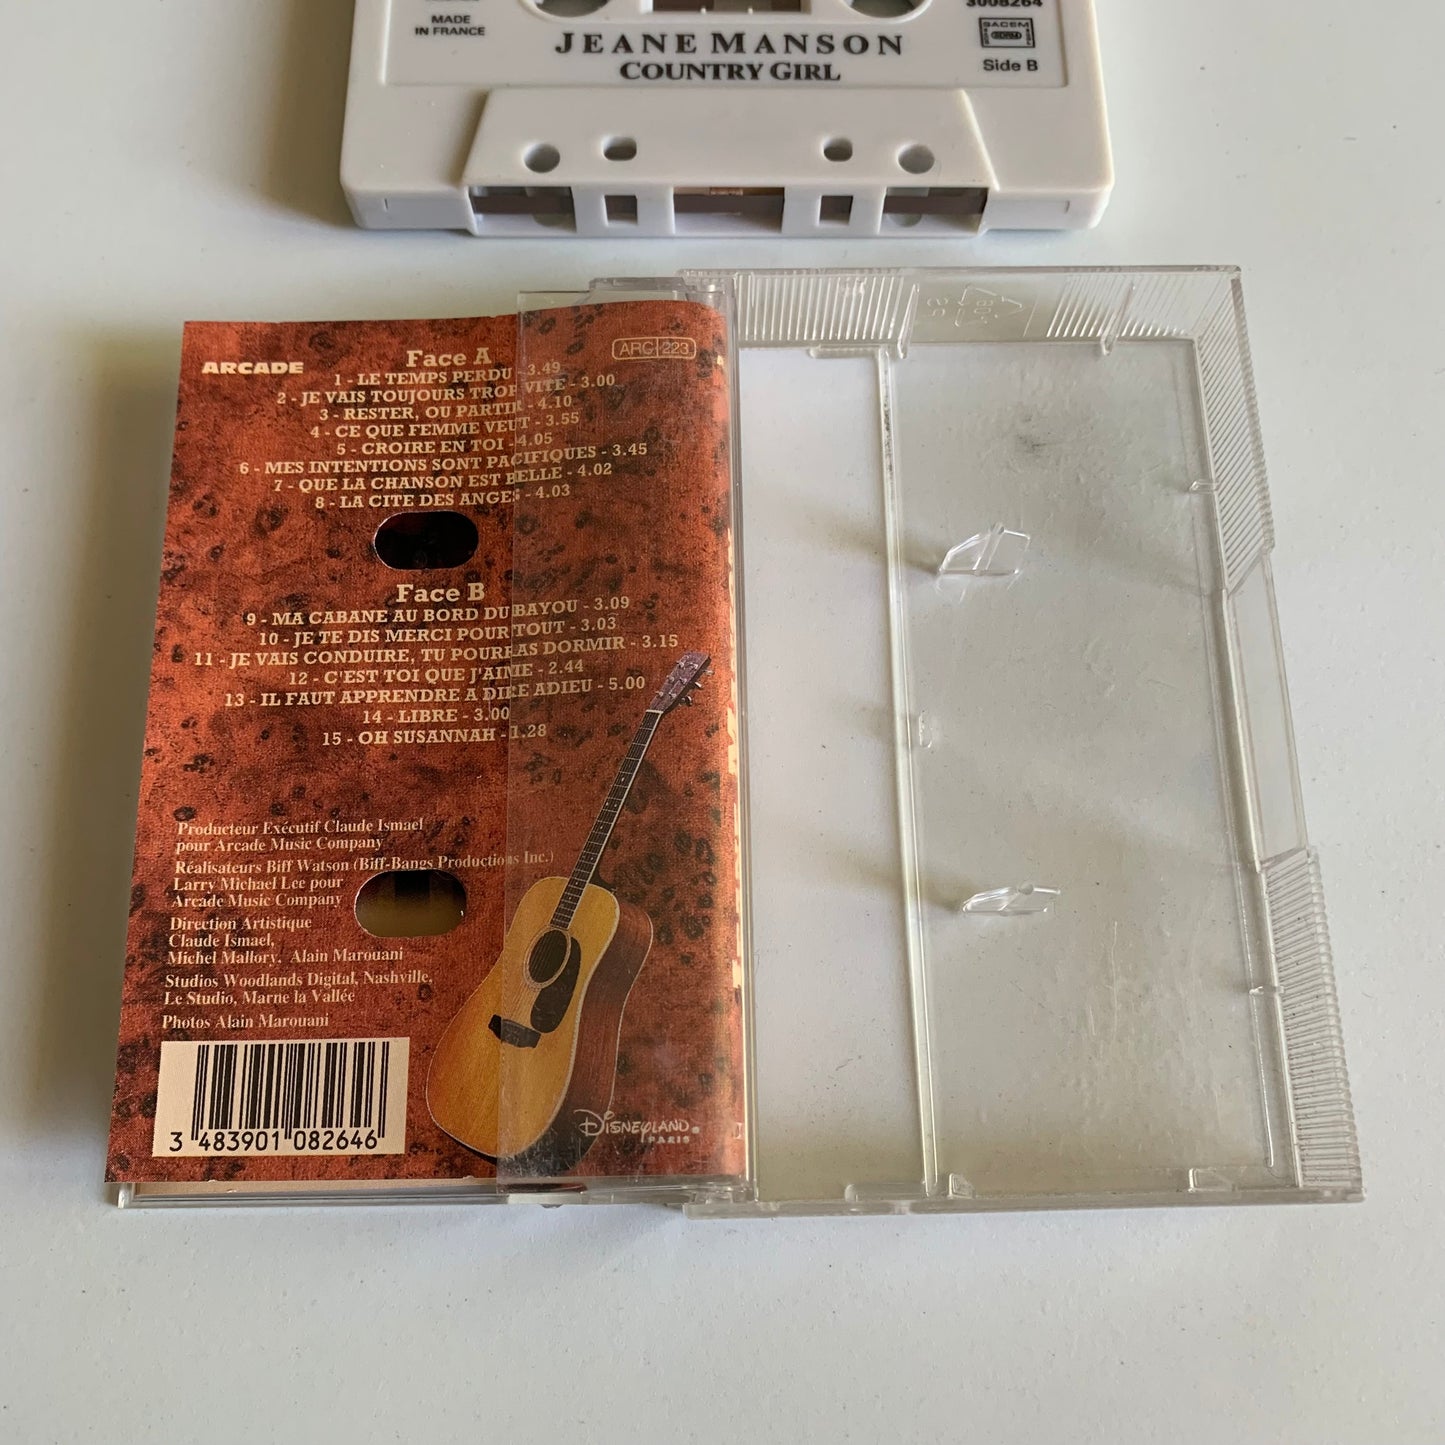 MADE
IN FRANCE
3008264
SACEM
SDRM
Side B
JEANE MANSON
COUNTRY GIRL
ARCADE
ARC 223
Face A
1 - LE TEMPS PERDU - 3.49
2 - JE VAIS TOUJOURS TROP VITE - 3.00
3 - RESTER, OU PARTIR - 4.10
4 - CE QUE FEMME VEUT - 3.55
5 - CROIRE EN TOI - 4.05
6 - MES INTENTIONS SONT PACIFIQUES - 3.45
7 - QUE LA CHANSON EST BELLE - 4.02
8 - LA CITE DES ANGES - 4.03
Face B
9 - MA CABANE AU BORD DU BAYOU - 3.09
10 - JE TE DIS MERCI POUR TOUT - 3.03
11 - JE VAIS CONDUIRE, TU POURRAS DORMIR - 3.15
12 - C'EST TOI QUE J'AIME - 2.44
13 - IL FAUT APPRENDRE A DIRE ADIEU - 5.00
14 - LIBRE - 3.00
15 - OH SUSANNAH - 1.28
Producteur Exécutif Claude Ismael
pour Arcade Music Company
Réalisateurs Biff Watson (Biff-Bangs Productions Inc.)
Larry Michael Lee pour
Arcade Music Company
Direction Artistique
Claude Ismael,
Michel Mallory, Alain Marouani
Studios Woodlands Digital, Nashville,
Le Studio, Marne la Vallée
Photos Alain Marouani
3 483901 082646
DISNEYLAND®
PARIS